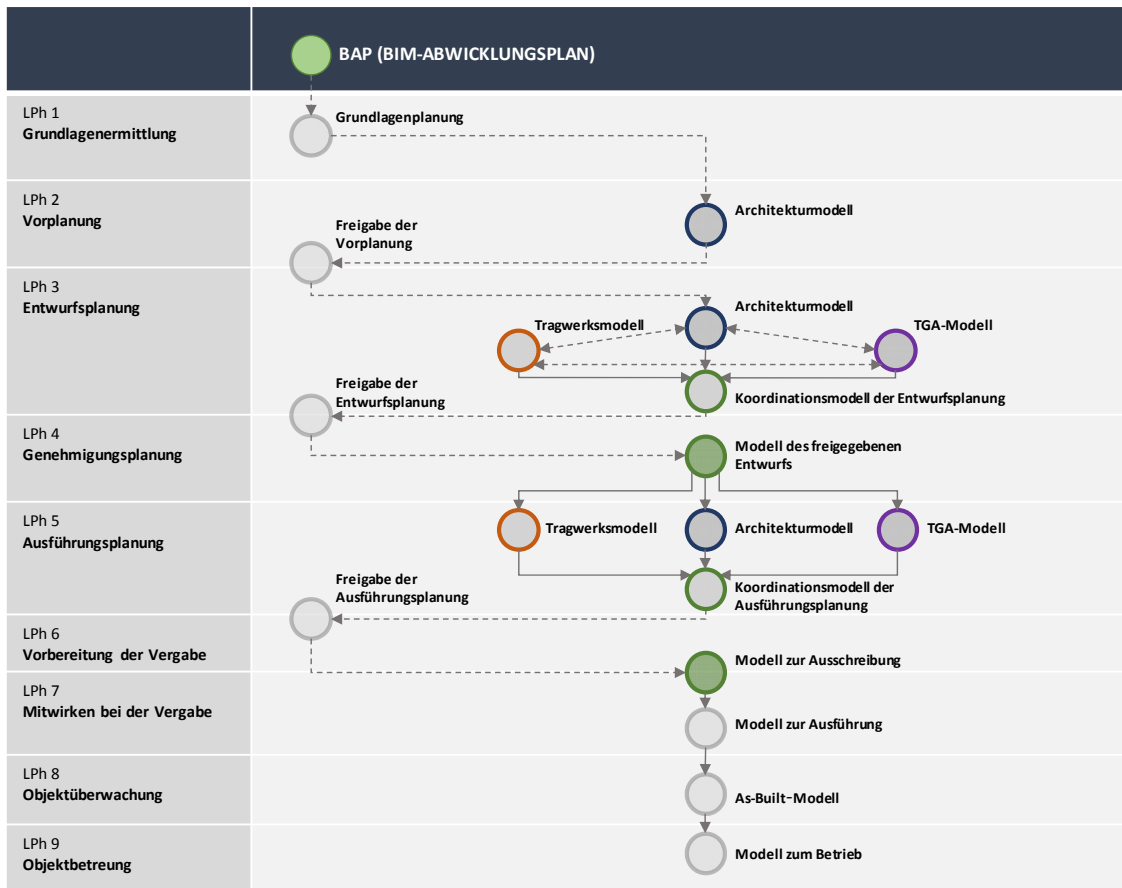 BAP (BIM-ABWICKLUNGSPLAN)
LPh 1
Grundlagenermittlung
Grundlagenplanung
LPh 2
Vorplanung
Architekturmodell
Freigabe der
Vorplanung
LPh 3
Entwurfsplanung
Architekturmodell
Tragwerksmodell
TGA-Modell
Freigabe der
Entwurfsplanung
Koordinationsmodell der Entwurfsplanung
LPh 4
Genehmigungsplanung
Modell des freigegebenen
Entwurfs
LPh 5
Ausführungsplanung
Tragwerksmodell
Architekturmodell
TGA-Modell
Freigabe der
Ausführungsplanung
Koordinationsmodell der
Ausführungsplanung
LPh 6
Vorbereitung der Vergabe
Modell zur Ausschreibung
LPh 7
Mitwirken bei der Vergabe
Modell zur Ausführung
LPh 8
Objektüberwachung
As-Built-Modell
LPh 9
Objektbetreung
Modell zum Betrieb